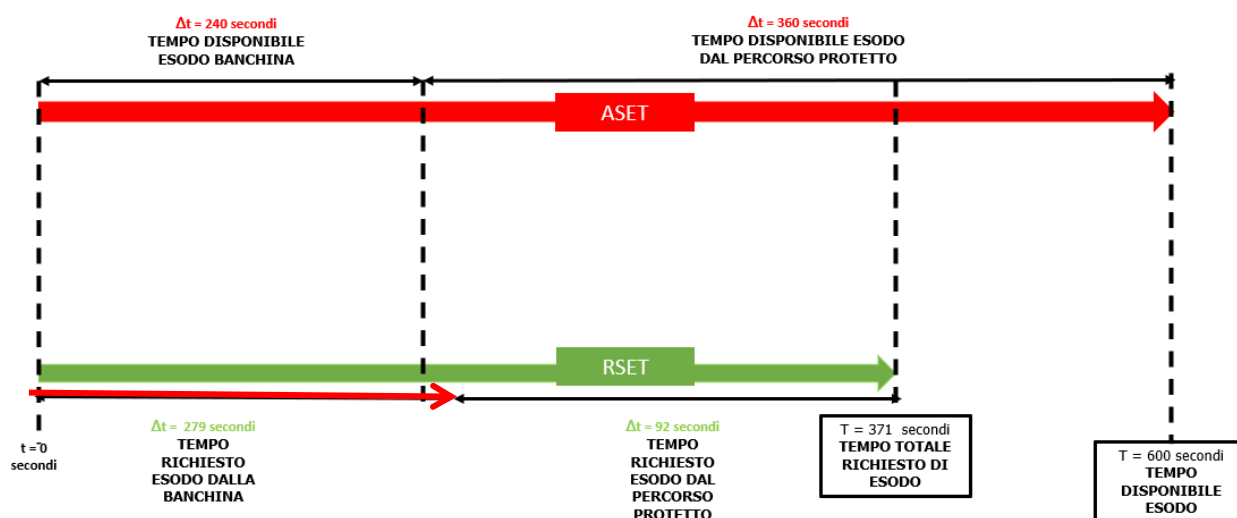 Δt = 240 secondi
TEMPO DISPONIBILE
ESODO BANCHINA
Δt = 360 secondi
TEMPO DISPONIBILE ESODO
DAL PERCORSO PROTETTO
ASET
RSET
t = 0
secondi
Δt = 279 secondi
TEMPO
RICHIESTO
ESODO DALLA
BANCHINA
Δt = 92 secondi
TEMPO
RICHIESTO
ESODO DAL
PERCORSO
PROTETTO
T = 371 secondi
TEMPO TOTALE
RICHIESTO DI
ESODO
T = 600 secondi
TEMPO
DISPONIBILE
ESODO